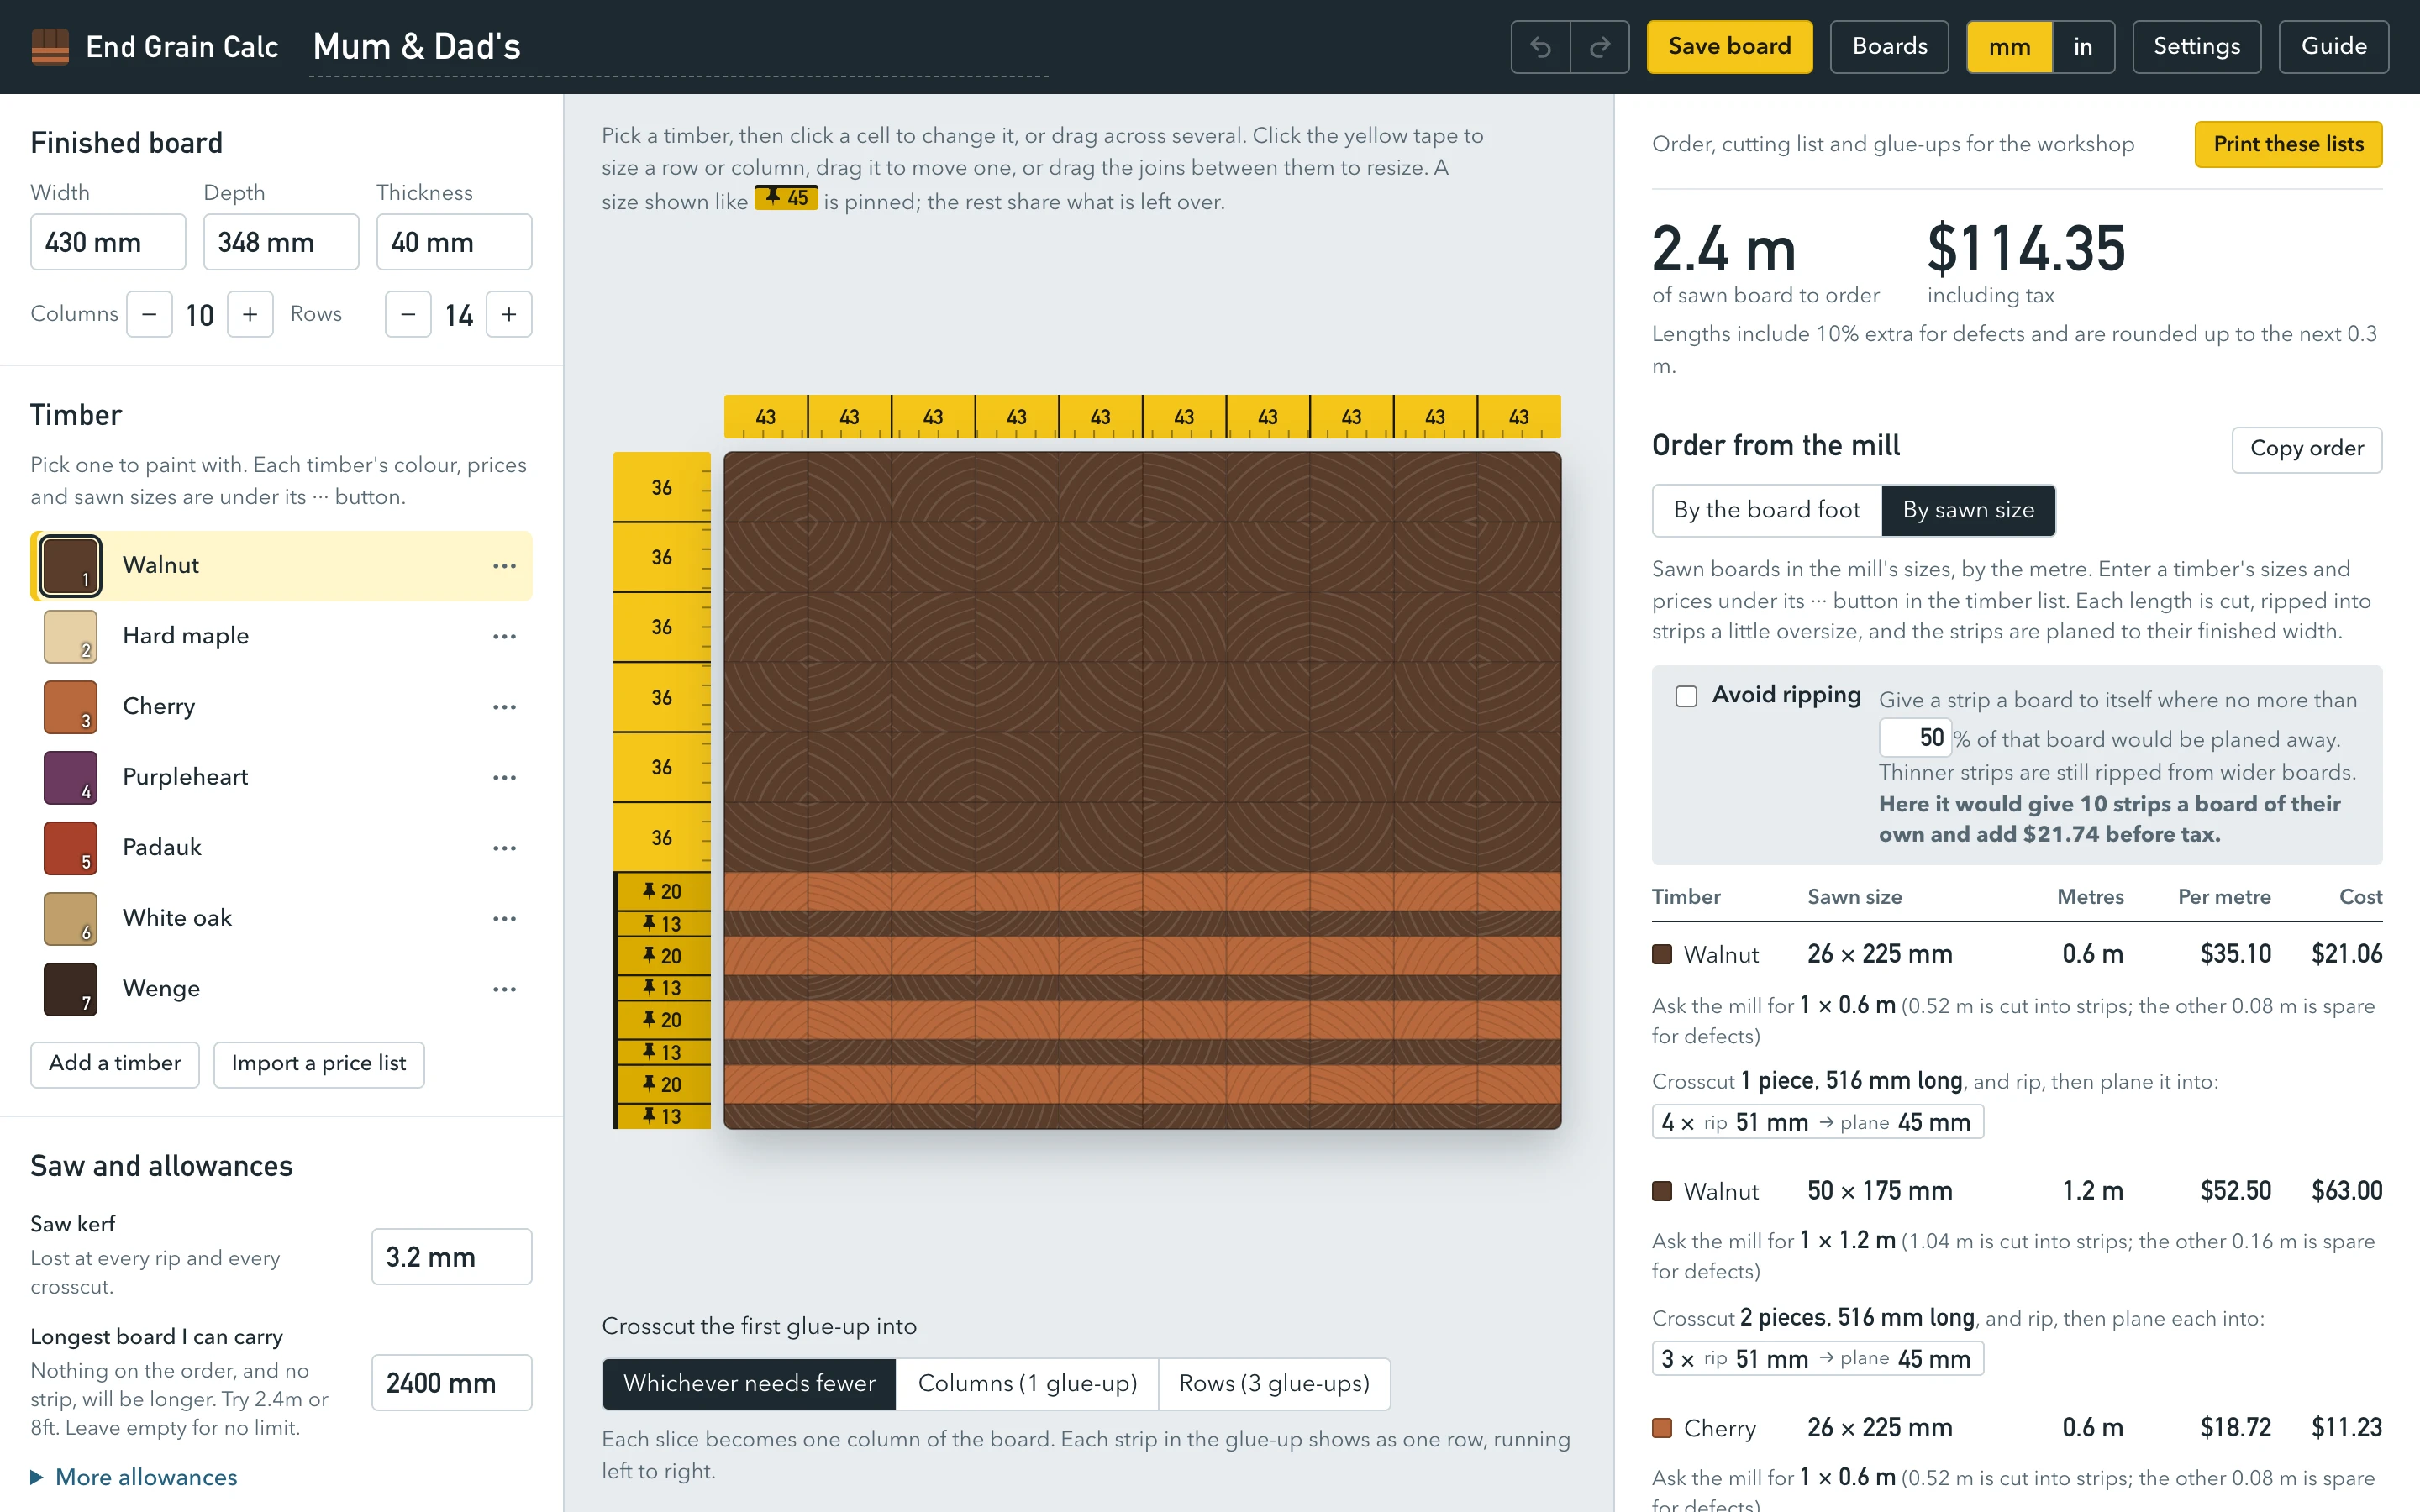 End Grain Calc
Mum & Dad's
Save board
Boards
mm
in
Settings
Guide
Finished board
Width
Depth
Thickness
430 mm
348 mm
40 mm
Columns
−
10
+
Rows
−
14
+
Timber
Pick one to paint with. Each timber's colour, prices
and sawn sizes are under its ··· button.
1
Walnut
···
2
Hard maple
···
3
Cherry
···
4
Purpleheart
···
5
Padauk
···
6
White oak
···
7
Wenge
···
Add a timber
Import a price list
Saw and allowances
Saw kerf
Lost at every rip and every
crosscut.
3.2 mm
Longest board I can carry
Nothing on the order, and no
strip, will be longer. Try 2.4m or
8ft. Leave empty for no limit.
2400 mm
More allowances
Pick a timber, then click a cell to change it, or drag across several. Click the yellow tape to
size a row or column, drag it to move one, or drag the joins between them to resize. A
size shown like 45 is pinned; the rest share what is left over.
43 43 43 43 43 43 43 43 43 43
36
36
36
36
36
36
20
13
20
13
20
13
20
13
Crosscut the first glue-up into
Whichever needs fewer
Columns (1 glue-up)
Rows (3 glue-ups)
Each slice becomes one column of the board. Each strip in the glue-up shows as one row, running
left to right.
Order, cutting list and glue-ups for the workshop
Print these lists
2.4 m
of sawn board to order
$114.35
including tax
Lengths include 10% extra for defects and are rounded up to the next 0.3
m.
Order from the mill
Copy order
By the board foot
By sawn size
Sawn boards in the mill's sizes, by the metre. Enter a timber's sizes and
prices under its ··· button in the timber list. Each length is cut, ripped into
strips a little oversize, and the strips are planed to their finished width.
Avoid ripping
Give a strip a board to itself where no more than
50 % of that board would be planed away.
Thinner strips are still ripped from wider boards.
Here it would give 10 strips a board of their
own and add $21.74 before tax.
Timber Sawn size Metres Per metre Cost
Walnut 26 × 225 mm 0.6 m $35.10 $21.06
Ask the mill for 1 × 0.6 m (0.52 m is cut into strips; the other 0.08 m is spare
for defects)
Crosscut 1 piece, 516 mm long, and rip, then plane it into:
4 × rip 51 mm → plane 45 mm
Walnut 50 × 175 mm 1.2 m $52.50 $63.00
Ask the mill for 1 × 1.2 m (1.04 m is cut into strips; the other 0.16 m is spare
for defects)
Crosscut 2 pieces, 516 mm long, and rip, then plane each into:
3 × rip 51 mm → plane 45 mm
Cherry 26 × 225 mm 0.6 m $18.72 $11.23
Ask the mill for 1 × 0.6 m (0.52 m is cut into strips; the other 0.08 m is spare
for defects)